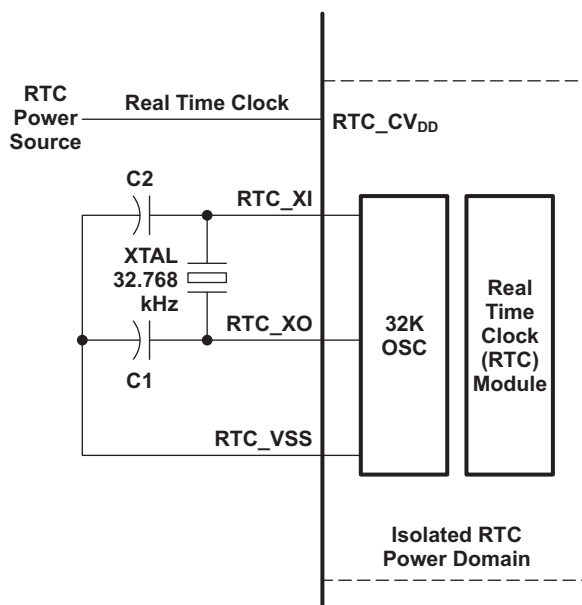 RTC
Power
Source
Real Time Clock
RTC_CVDD
C2
RTC_XI
XTAL
32.768
kHz
RTC_XO
C1
RTC_VSS
32K
OSC
Real
Time
Clock
(RTC)
Module
Isolated RTC
Power Domain